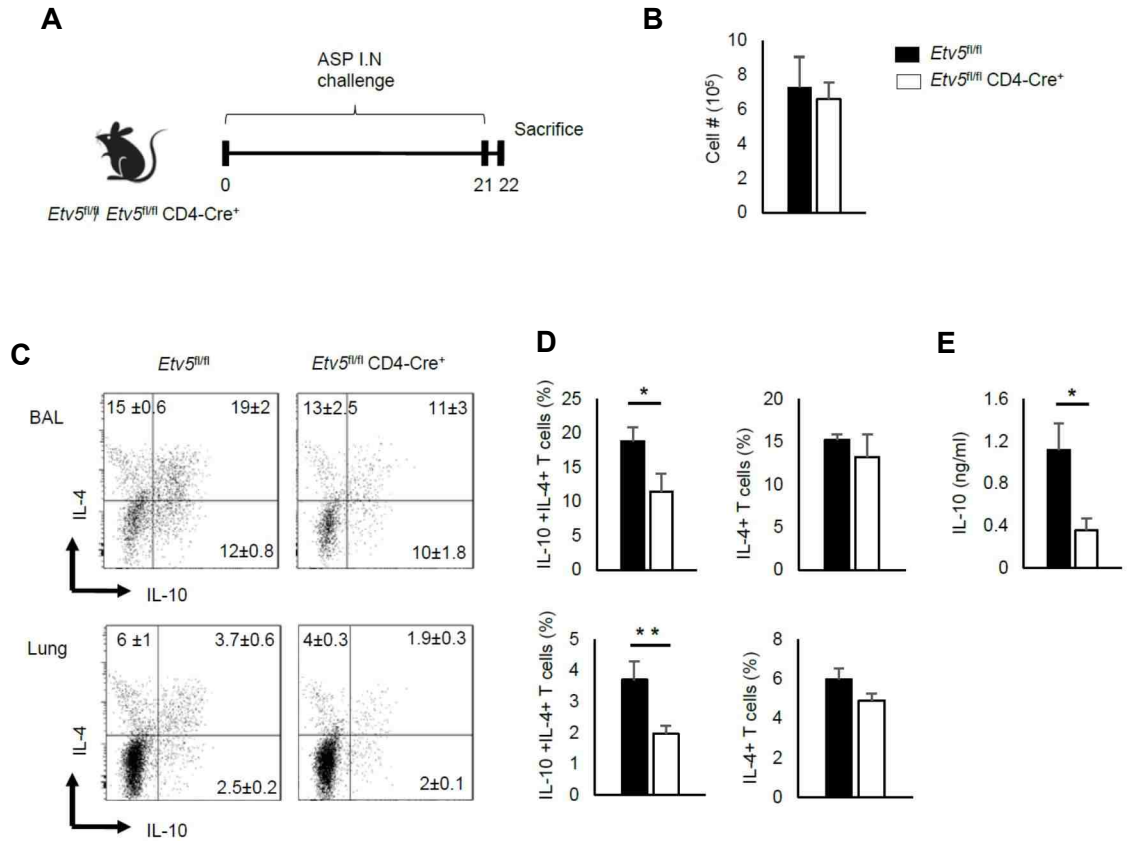 A
ASP I.N
challenge
Sacrifice
0
21 22
Etv5fl/fl Etv5fl/fl CD4-Cre+
B
10
8
6
4
2
0
Cell # (10⁵)
Etv5fl/fl
Etv5fl/fl CD4-Cre+
C
Etv5fl/fl
Etv5fl/fl CD4-Cre+
BAL
15 ±0.6
19±2
13±2.5
11±3
12±0.8
10±1.8
IL-4
IL-10
Lung
6 ±1
3.7±0.6
4±0.3
1.9±0.3
2.5±0.2
2±0.1
IL-4
IL-10
D
IL-10 +IL-4+ T cells (%)
25
20
15
10
5
0
*
IL-4+ T cells (%)
20
15
10
5
0
IL-10 +IL-4+ T cells (%)
5
4
3
2
1
0
* *
IL-4+ T cells (%)
8
6
4
2
0
E
IL-10 (ng/ml)
1.6
1.2
0.8
0.4
0
*